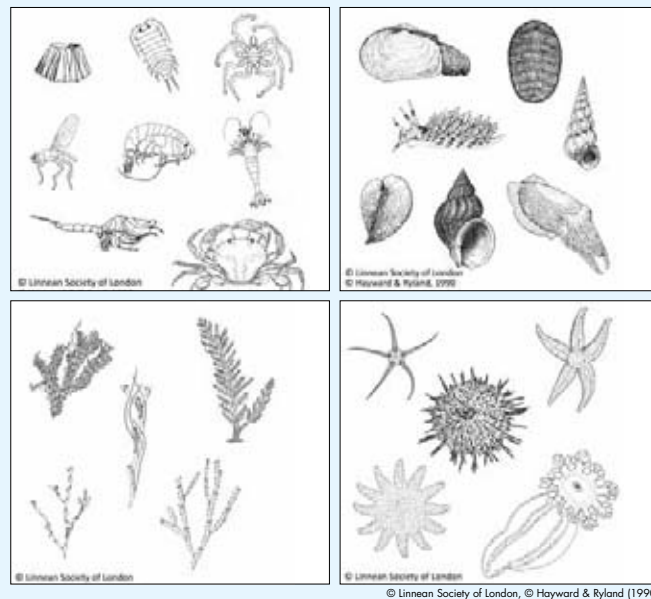 © Linnean Society of London
© Linnean Society of London
© Hayward & Ryland, 1990
© Linnean Society of London
© Linnean Society of London
© Linnean Society of London, © Hayward & Ryland (1990